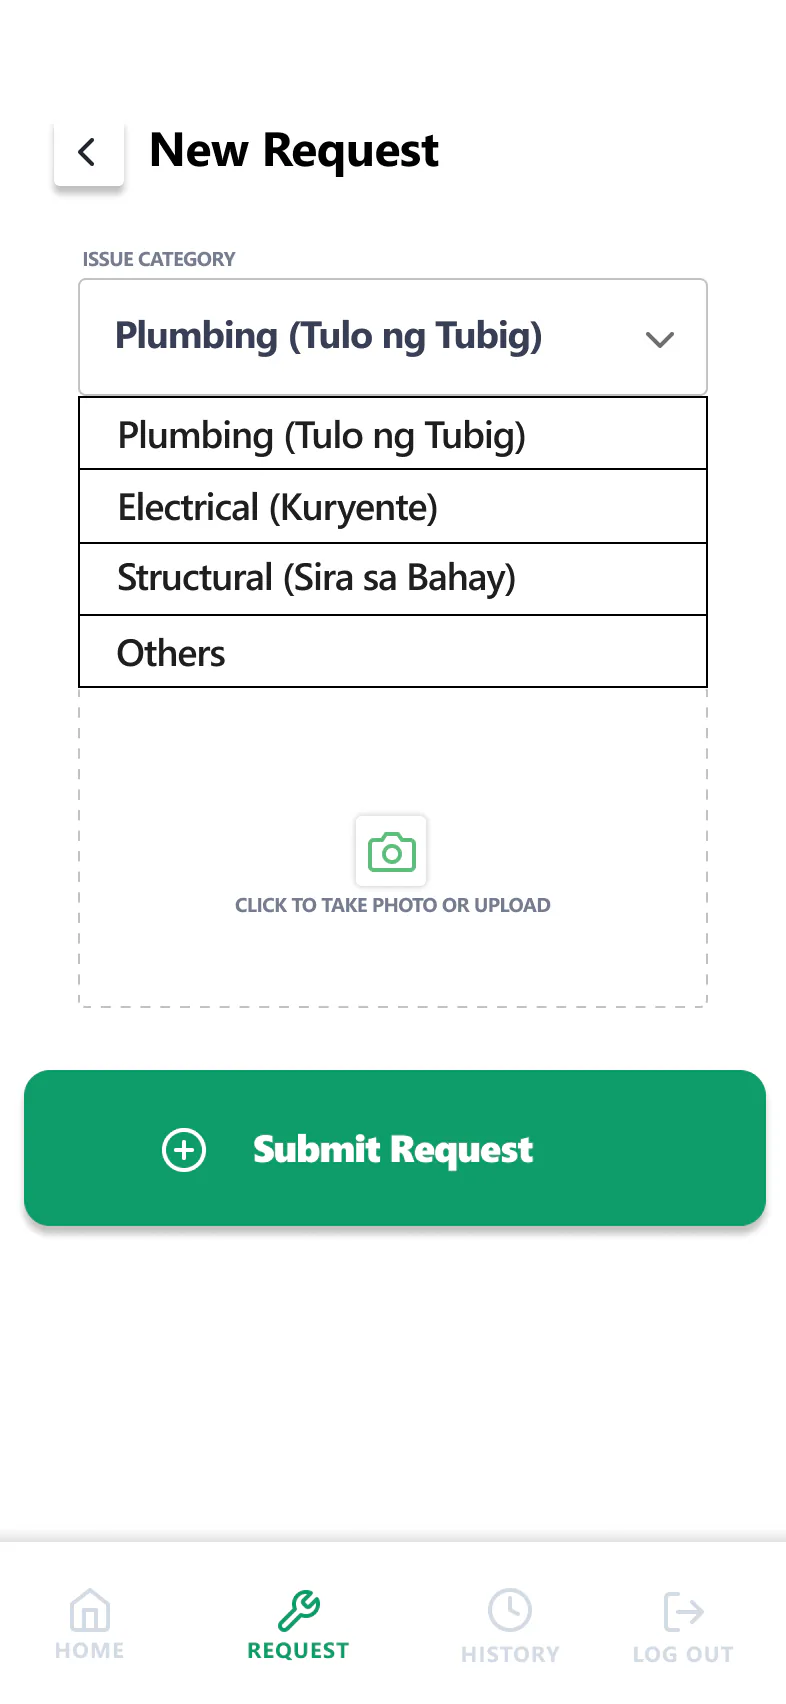 New Request
ISSUE CATEGORY
Plumbing (Tulo ng Tubig)
Plumbing (Tulo ng Tubig)
Electrical (Kuryente)
Structural (Sira sa Bahay)
Others
CLICK TO TAKE PHOTO OR UPLOAD
Submit Request
HOME
REQUEST
HISTORY
LOG OUT